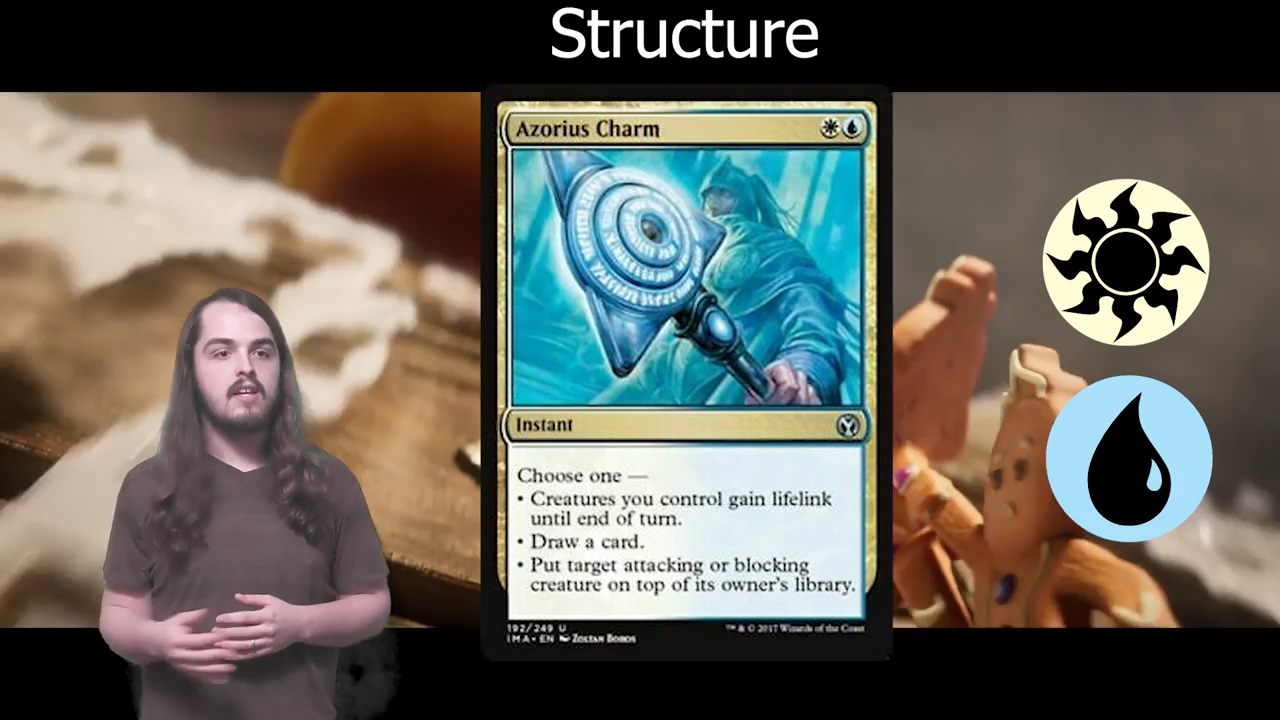 Structure
Azorius Charm
Instant
Choose one —
• Creatures you control gain lifelink
until end of turn.
• Draw a card.
• Put target attacking or blocking
creature on top of its owner's library.
192/249 U
™ & © 2017 Wizards of the Coast
IMA • EN Zoltan Boros